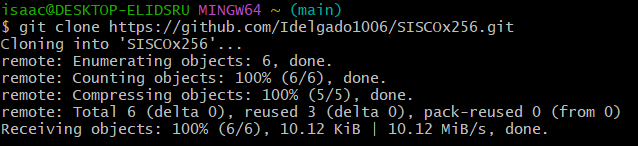 isaac@DESKTOP-ELIDSRU MINGW64 ~ (main)
$ git clone https://github.com/Idelgado1006/SISCOx256.git
Cloning into 'SISCOx256'...
remote: Enumerating objects: 6, done.
remote: Counting objects: 100% (6/6), done.
remote: Compressing objects: 100% (5/5), done.
remote: Total 6 (delta 0), reused 3 (delta 0), pack-reused 0 (from 0)
Receiving objects: 100% (6/6), 10.12 KiB | 10.12 MiB/s, done.